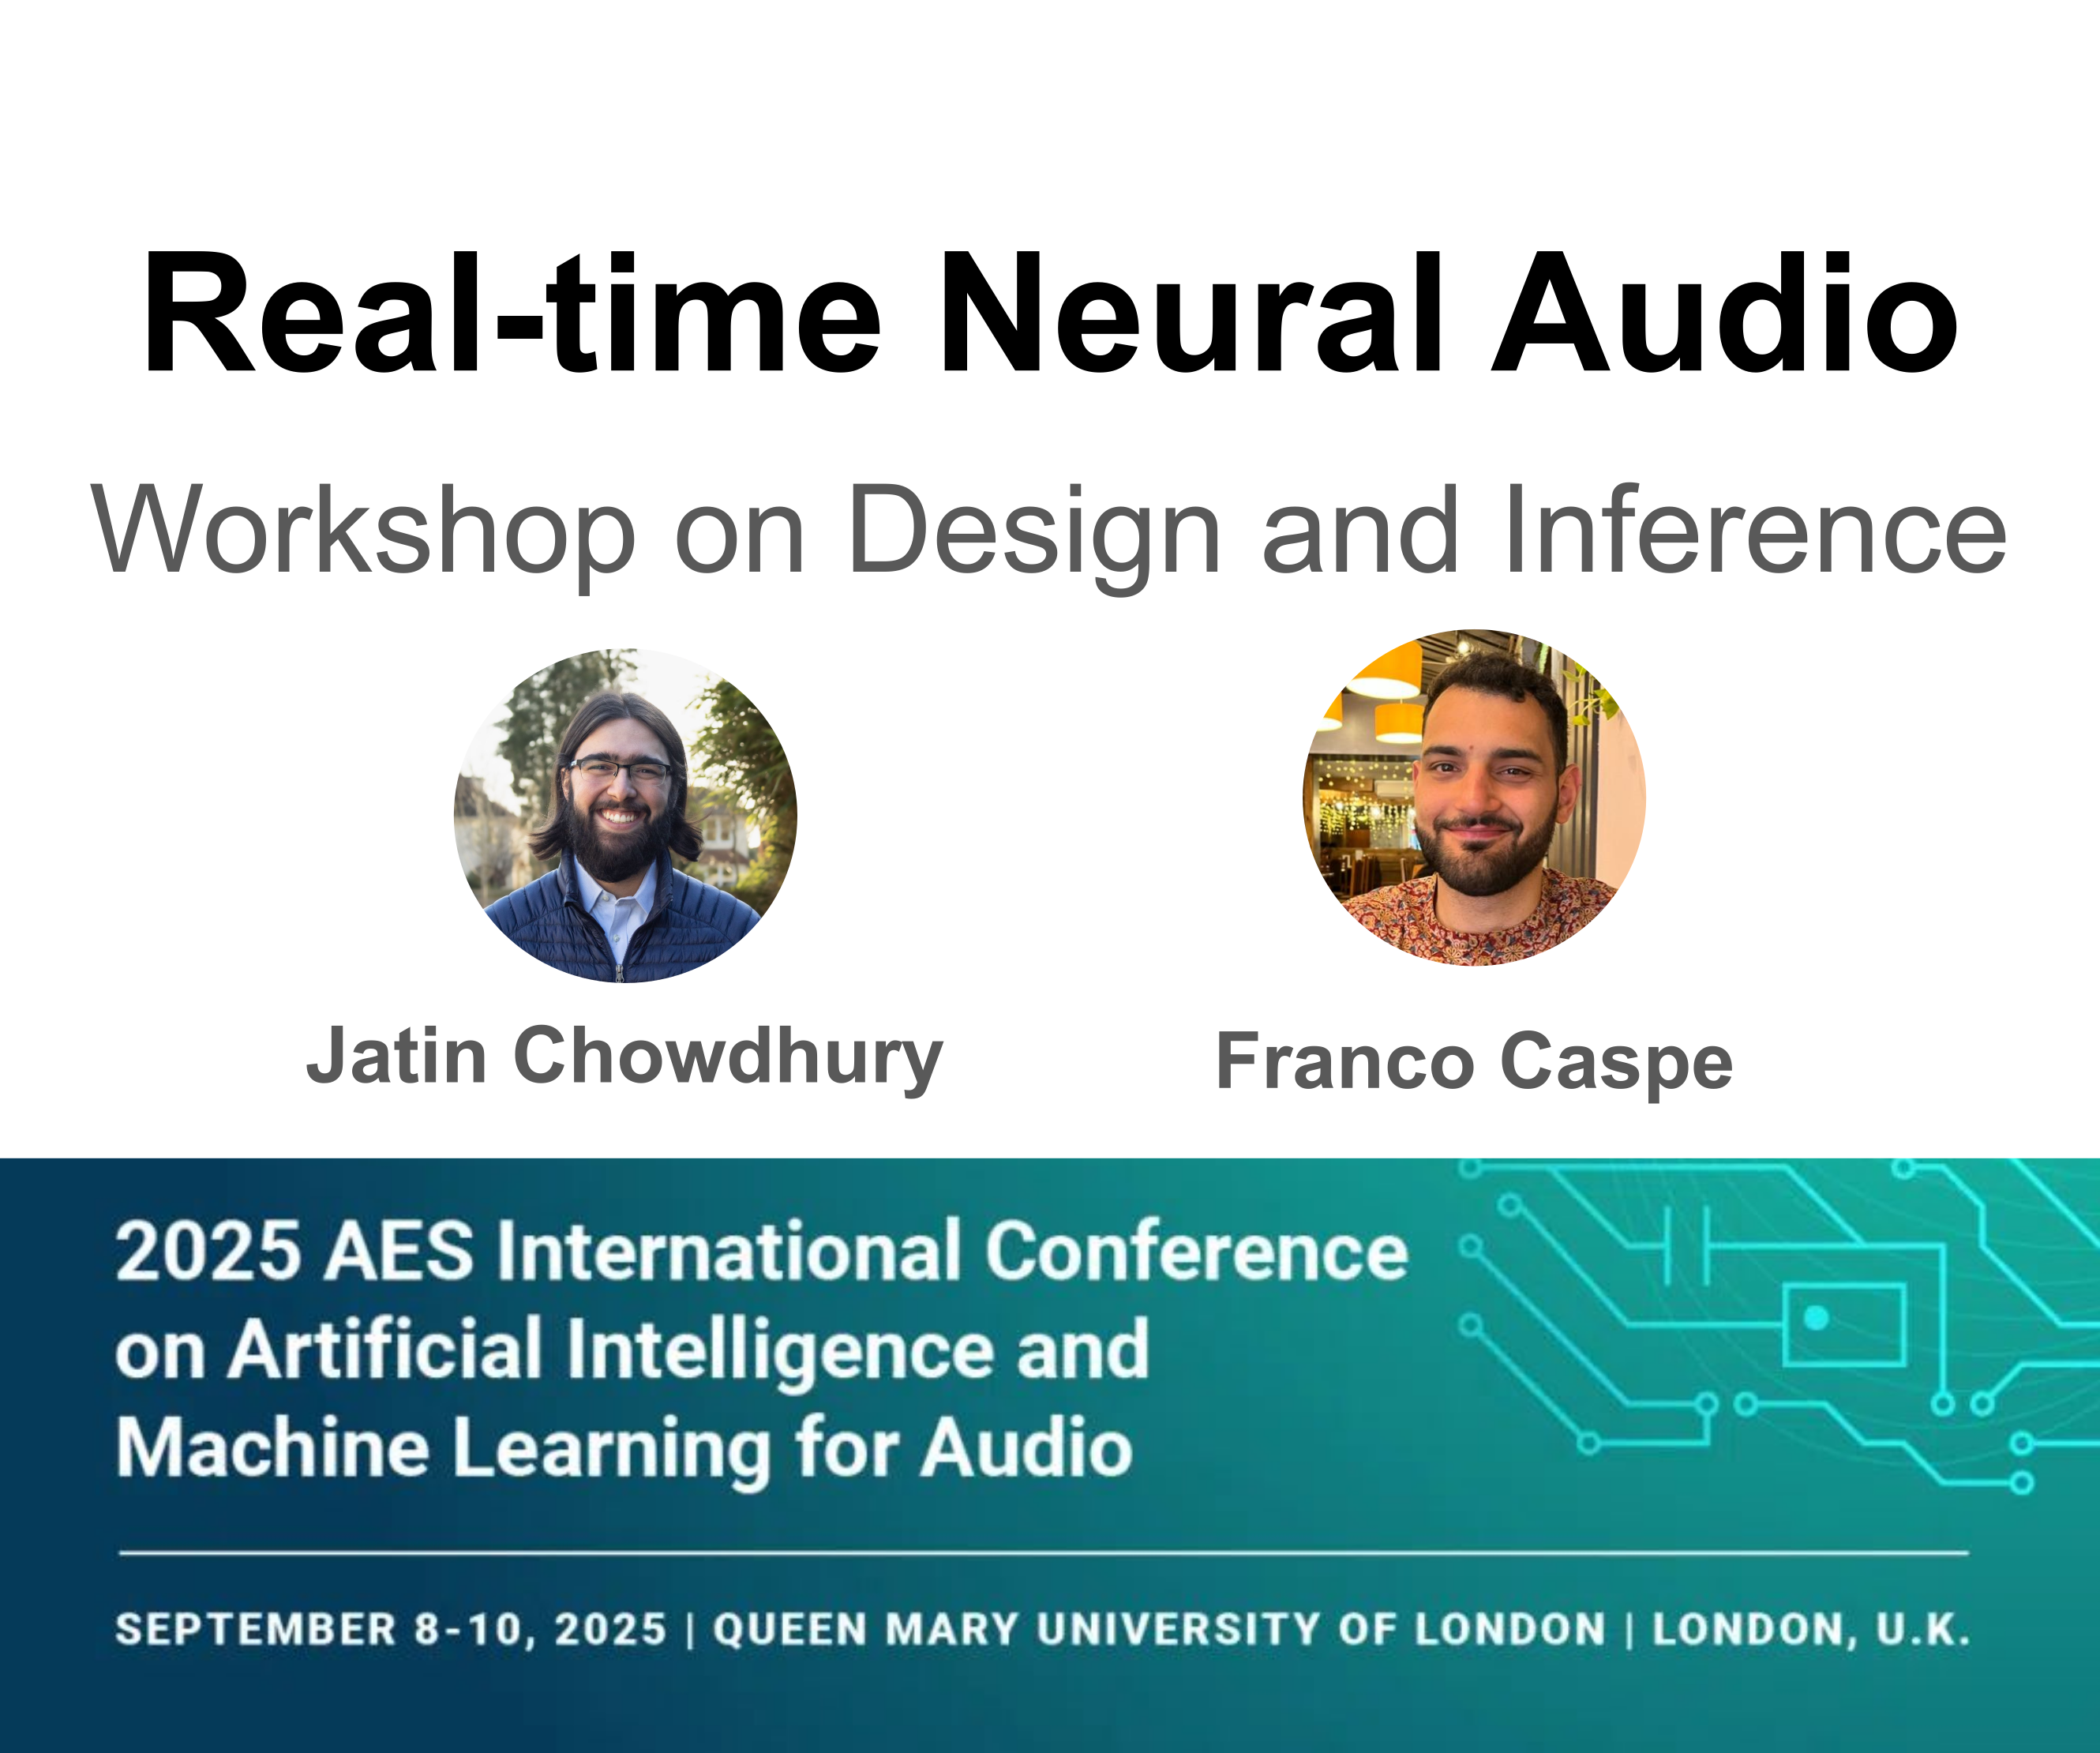 Real-time Neural Audio
Workshop on Design and Inference
Jatin Chowdhury
Franco Caspe
2025 AES International Conference
on Artificial Intelligence and
Machine Learning for Audio
SEPTEMBER 8-10, 2025 | QUEEN MARY UNIVERSITY OF LONDON | LONDON, U.K.